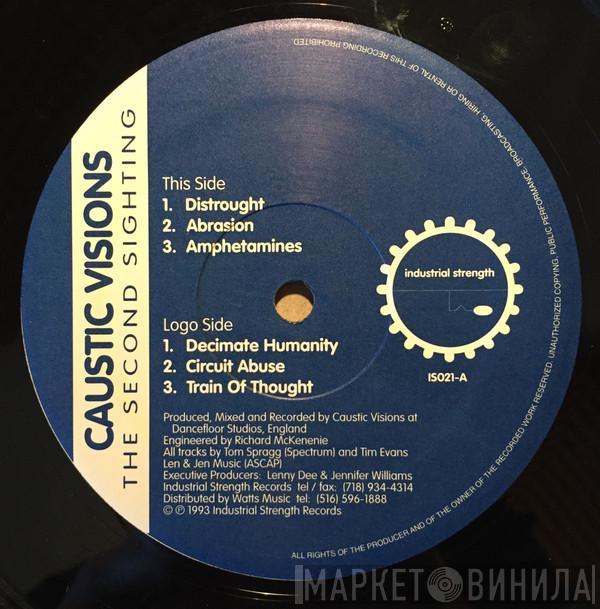 CAUSTIC VISIONS
THE SECOND SIGHTING
This Side
1. Distrought
2. Abrasion
3. Amphetamines
industrial strength
IS021-A
Logo Side
1. Decimate Humanity
2. Circuit Abuse
3. Train Of Thought
Produced, Mixed and Recorded by Caustic Visions at
Dancefloor Studios, England
Engineered by Richard McKenenie
All tracks by Tom Spragg (Spectrum) and Tim Evans
Len & Jen Music (ASCAP)
Executive Producers: Lenny Dee & Jennifer Williams
Industrial Strength Records tel / fax: (718) 934-4314
Distributed by Watts Music tel: (516) 596-1888
© ℗ 1993 Industrial Strength Records
ALL RIGHTS OF THE PRODUCER AND OF THE OWNER OF THE RECORDED WORK RESERVED. UNAUTHORIZED COPYING, PUBLIC PERFORMANCE, BROADCASTING, HIRING OR RENTAL OF THIS RECORDING PROHIBITED
МАРКЕТ ВИНИЛА